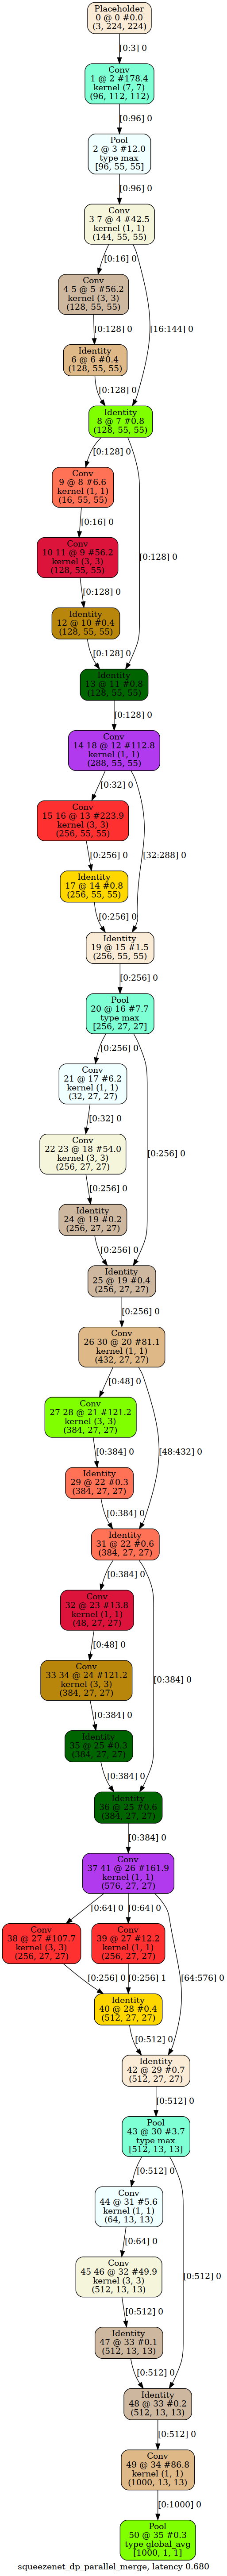 Placeholder
0 @ 0 #0.0
(3, 224, 224)
[0:3] 0
Conv
1 @ 2 #178.4
kernel (7, 7)
(96, 112, 112)
[0:96] 0
Pool
2 @ 3 #12.0
type max
[96, 55, 55]
[0:96] 0
Conv
3 7 @ 4 #42.5
kernel (1, 1)
(144, 55, 55)
[0:16] 0
Conv
4 5 @ 5 #56.2
kernel (3, 3)
(128, 55, 55)
[16:144] 0
[0:128] 0
Identity
6 @ 6 #0.4
(128, 55, 55)
[0:128] 0
Identity
8 @ 7 #0.8
(128, 55, 55)
[0:128] 0
Conv
9 @ 8 #6.6
kernel (1, 1)
(16, 55, 55)
[0:16] 0
Conv
10 11 @ 9 #56.2
kernel (3, 3)
(128, 55, 55)
[0:128] 0
[0:128] 0
Identity
12 @ 10 #0.4
(128, 55, 55)
[0:128] 0
Identity
13 @ 11 #0.8
(128, 55, 55)
[0:128] 0
Conv
14 18 @ 12 #112.8
kernel (1, 1)
(288, 55, 55)
[0:32] 0
Conv
15 16 @ 13 #223.9
kernel (3, 3)
(256, 55, 55)
[0:256] 0
[32:288] 0
Identity
17 @ 14 #0.8
(256, 55, 55)
[0:256] 0
Identity
19 @ 15 #1.5
(256, 55, 55)
[0:256] 0
Pool
20 @ 16 #7.7
type max
[256, 27, 27]
[0:256] 0
Conv
21 @ 17 #6.2
kernel (1, 1)
(32, 27, 27)
[0:32] 0
Conv
22 23 @ 18 #54.0
kernel (3, 3)
(256, 27, 27)
[0:256] 0
[0:256] 0
Identity
24 @ 19 #0.2
(256, 27, 27)
[0:256] 0
Identity
25 @ 19 #0.4
(256, 27, 27)
[0:256] 0
Conv
26 30 @ 20 #81.1
kernel (1, 1)
(432, 27, 27)
[0:48] 0
Conv
27 28 @ 21 #121.2
kernel (3, 3)
(384, 27, 27)
[48:432] 0
[0:384] 0
Identity
29 @ 22 #0.3
(384, 27, 27)
[0:384] 0
Identity
31 @ 22 #0.6
(384, 27, 27)
[0:384] 0
Conv
32 @ 23 #13.8
kernel (1, 1)
(48, 27, 27)
[0:48] 0
Conv
33 34 @ 24 #121.2
kernel (3, 3)
(384, 27, 27)
[0:384] 0
[0:384] 0
Identity
35 @ 25 #0.3
(384, 27, 27)
[0:384] 0
Identity
36 @ 25 #0.6
(384, 27, 27)
[0:384] 0
Conv
37 41 @ 26 #161.9
kernel (1, 1)
(576, 27, 27)
[0:64] 0
[0:64] 0
Conv
38 @ 27 #107.7
kernel (3, 3)
(256, 27, 27)
Conv
39 @ 27 #12.2
kernel (1, 1)
(256, 27, 27)
[0:256] 0
[0:256] 1
[64:576] 0
Identity
40 @ 28 #0.4
(512, 27, 27)
[0:512] 0
Identity
42 @ 29 #0.7
(512, 27, 27)
[0:512] 0
Pool
43 @ 30 #3.7
type max
[512, 13, 13]
[0:512] 0
Conv
44 @ 31 #5.6
kernel (1, 1)
(64, 13, 13)
[0:64] 0
Conv
45 46 @ 32 #49.9
kernel (3, 3)
(512, 13, 13)
[0:512] 0
[0:512] 0
Identity
47 @ 33 #0.1
(512, 13, 13)
[0:512] 0
Identity
48 @ 33 #0.2
(512, 13, 13)
[0:512] 0
Conv
49 @ 34 #86.8
kernel (1, 1)
(1000, 13, 13)
[0:1000] 0
Pool
50 @ 35 #0.3
type global_avg
[1000, 1, 1]
squeezenet_dp_parallel_merge, latency 0.680